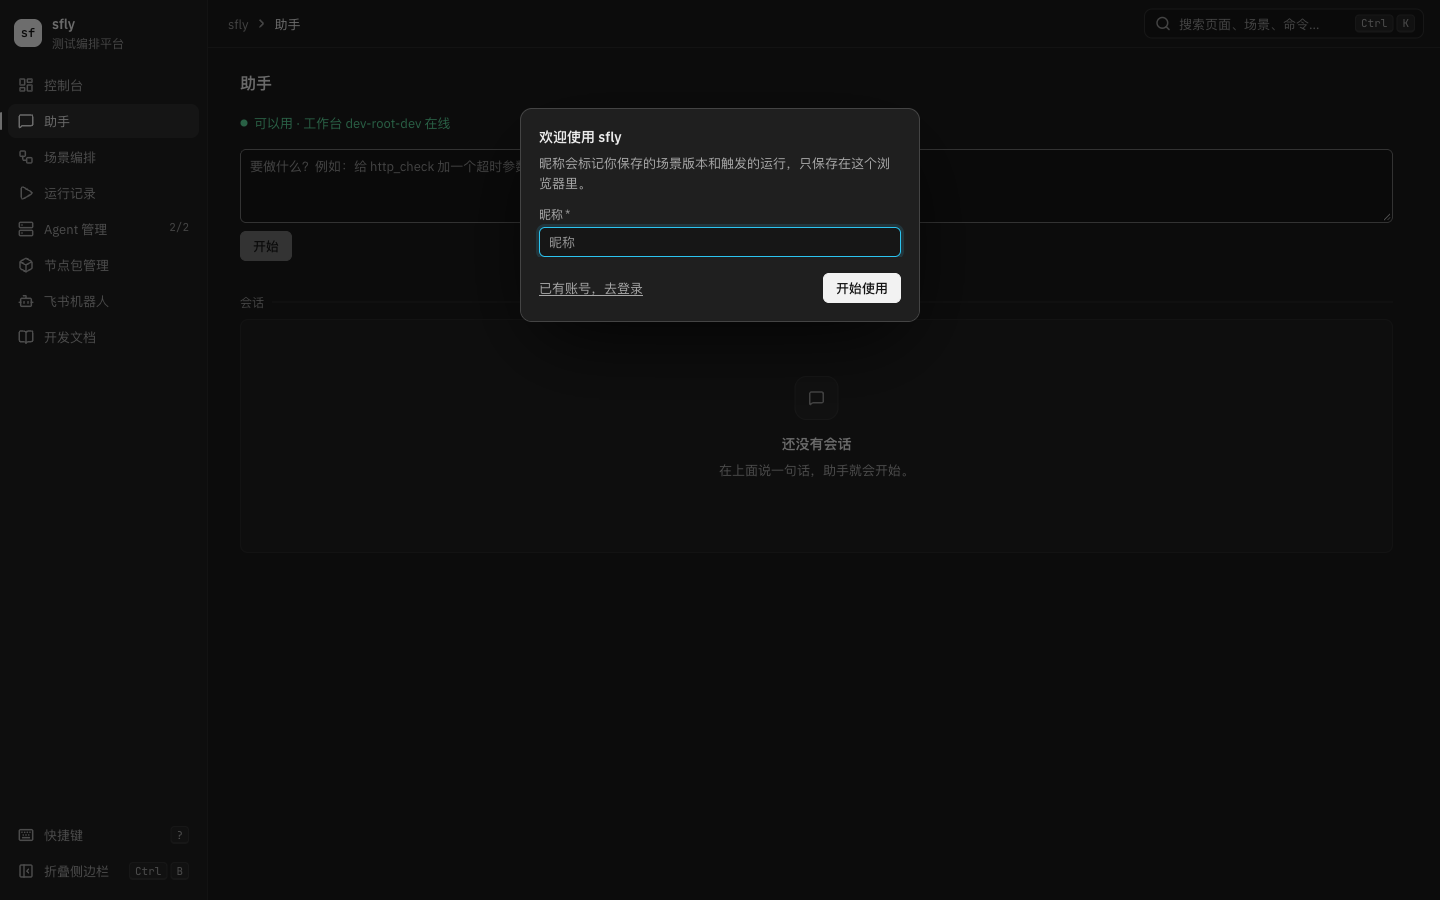 sf
sfly
测试编排平台
控制台
助手
场景编排
运行记录
Agent 管理
2/2
节点包管理
飞书机器人
开发文档
快捷键
?
折叠侧边栏
Ctrl
B
sfly
助手
搜索页面、场景、命令...
Ctrl
K
助手
可以用 · 工作台 dev-root-dev 在线
要做什么？例如：给 http_check 加一个超时参
开始
会话
还没有会话
在上面说一句话，助手就会开始。
欢迎使用 sfly
昵称会标记你保存的场景版本和触发的运行，只保存在这个浏
览器里。
昵称 *
昵称
已有账号，去登录
开始使用